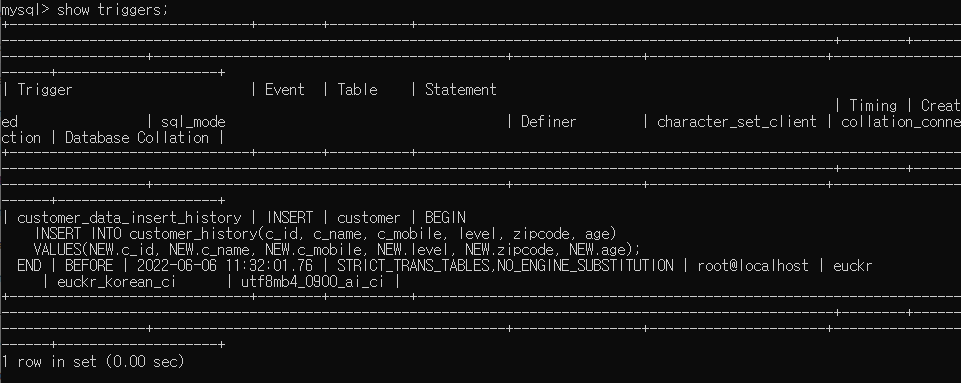 mysql> show triggers;
+-----------------------------+--------+----------+-----------------------------------------------------------------
-----------------------------------------------------------------------------------------------------+--------+------
-----------------+--------------------------------------------+----------------+----------------------+--------------
------+--------------------+
| Trigger                     | Event  | Table    | Statement
| Timing | Creat
ed                | sql_mode                                   | Definer        | character_set_client | collation_conne
ction | Database Collation |
+-----------------------------+--------+----------+-----------------------------------------------------------------
-----------------------------------------------------------------------------------------------------+--------+------
-----------------+--------------------------------------------+----------------+----------------------+--------------
------+--------------------+
| customer_data_insert_history | INSERT | customer | BEGIN
INSERT INTO customer_history(c_id, c_name, c_mobile, level, zipcode, age)
VALUES(NEW.c_id, NEW.c_name, NEW.c_mobile, NEW.level, NEW.zipcode, NEW.age);
END | BEFORE | 2022-06-06 11:32:01.76 | STRICT_TRANS_TABLES,NO_ENGINE_SUBSTITUTION | root@localhost | euckr
| euckr_korean_ci      | utf8mb4_0900_ai_ci |
+-----------------------------+--------+----------+-----------------------------------------------------------------
-----------------------------------------------------------------------------------------------------+--------+------
-----------------+--------------------------------------------+----------------+----------------------+--------------
------+--------------------+
1 row in set (0.00 sec)